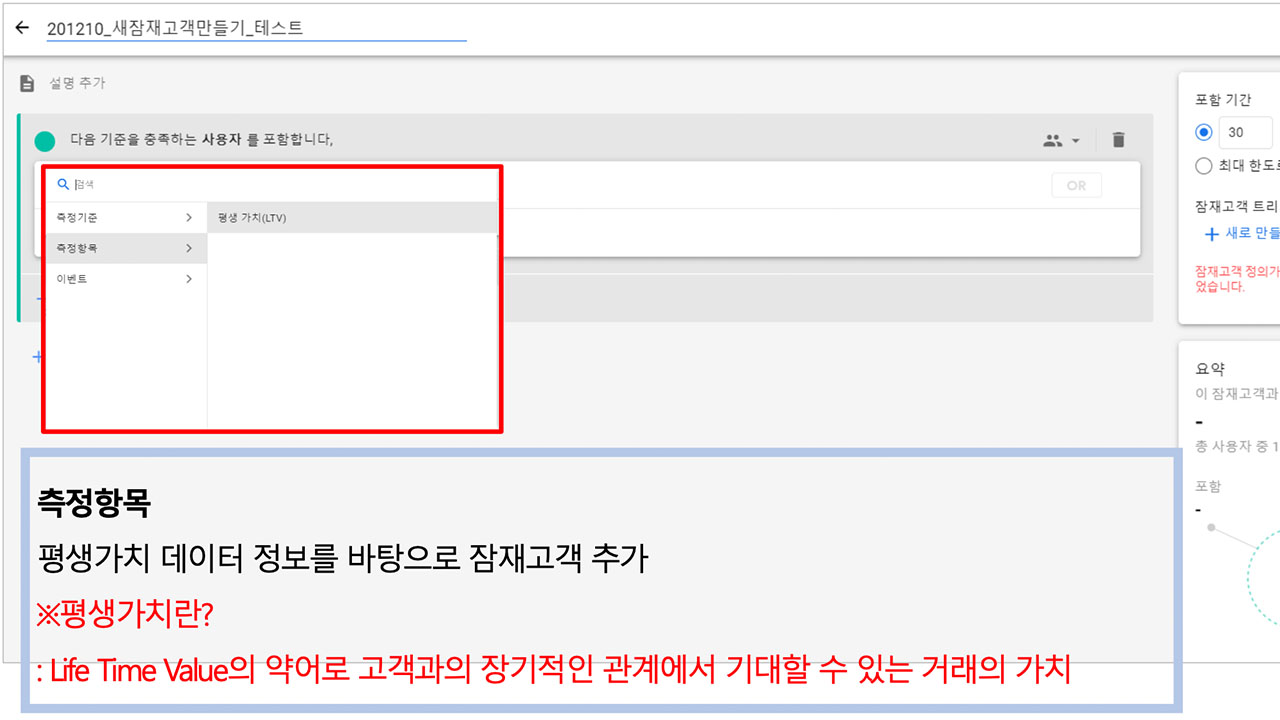 201210_새잠재고객만들기_테스트
설명 추가
다음 기준을 충족하는 사용자 를 포함합니다,
검색
OR
측정기준
평생 가치(LTV)
측정항목
이벤트
포함 기간
30
최대 한도로
잠재고객 트리
+ 새로 만들
잠재고객 정의가
었습니다.
요약
이 잠재고객과
-
총 사용자 중 1
포함
-
측정항목
평생가치 데이터 정보를 바탕으로 잠재고객 추가
※평생가치란?
: Life Time Value의 약어로 고객과의 장기적인 관계에서 기대할 수 있는 거래의 가치